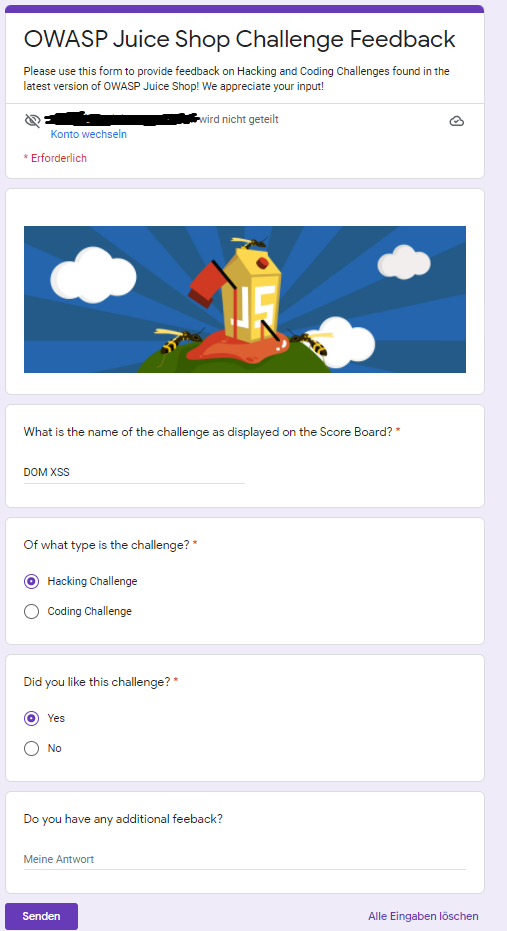 OWASP Juice Shop Challenge Feedback
Please use this form to provide feedback on Hacking and Coding Challenges found in the
latest version of OWASP Juice Shop! We appreciate your input!
wird nicht geteilt
Konto wechseln
* Erforderlich
JS
What is the name of the challenge as displayed on the Score Board? *
DOM XSS
Of what type is the challenge? *
Hacking Challenge
Coding Challenge
Did you like this challenge? *
Yes
No
Do you have any additional feeback?
Meine Antwort
Senden
Alle Eingaben löschen